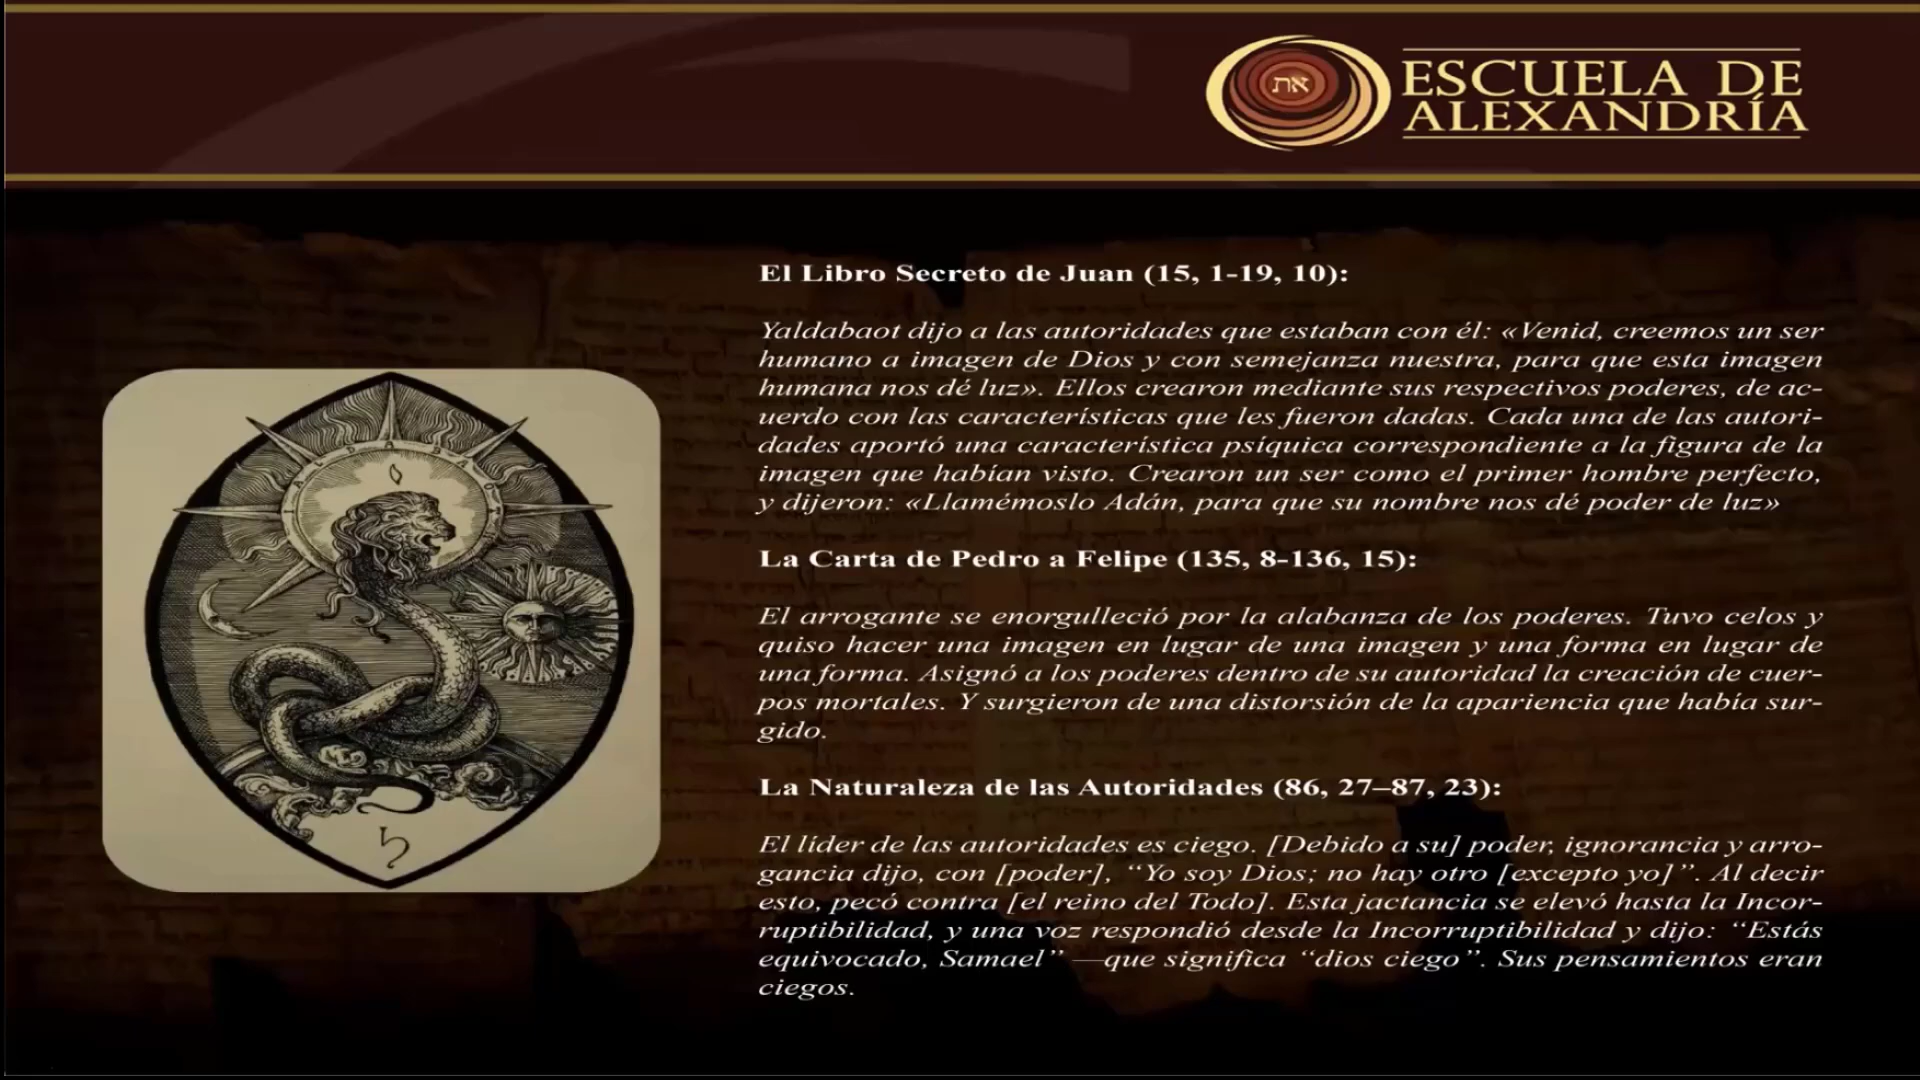 את
ESCUELA DE
ALEXANDRÍA
El Libro Secreto de Juan (15, 1-19, 10):
Yaldabaot dijo a las autoridades que estaban con él: «Venid, creemos un ser
humano a imagen de Dios y con semejanza nuestra, para que esta imagen
humana nos dé luz». Ellos crearon mediante sus respectivos poderes, de ac-
uerdo con las características que les fueron dadas. Cada una de las autori-
dades aportó una característica psíquica correspondiente a la figura de la
imagen que habían visto. Crearon un ser como el primer hombre perfecto,
y dijeron: «Llamémoslo Adán, para que su nombre nos dé poder de luz»
La Carta de Pedro a Felipe (135, 8-136, 15):
El arrogante se enorgulleció por la alabanza de los poderes. Tuvo celos y
quiso hacer una imagen en lugar de una imagen y una forma en lugar de
una forma. Asignó a los poderes dentro de su autoridad la creación de cuer-
pos mortales. Y surgieron de una distorsión de la apariencia que había sur-
gido.
La Naturaleza de las Autoridades (86, 27–87, 23):
El líder de las autoridades es ciego. [Debido a su] poder, ignorancia y arro-
gancia dijo, con [poder], “Yo soy Dios; no hay otro [excepto yo]”. Al decir
esto, pecó contra [el reino del Todo]. Esta jactancia se elevó hasta la Incor-
ruptibilidad, y una voz respondió desde la Incorruptibilidad y dijo: “Estás
equivocado, Samael” —que significa “dios ciego”. Sus pensamientos eran
ciegos.